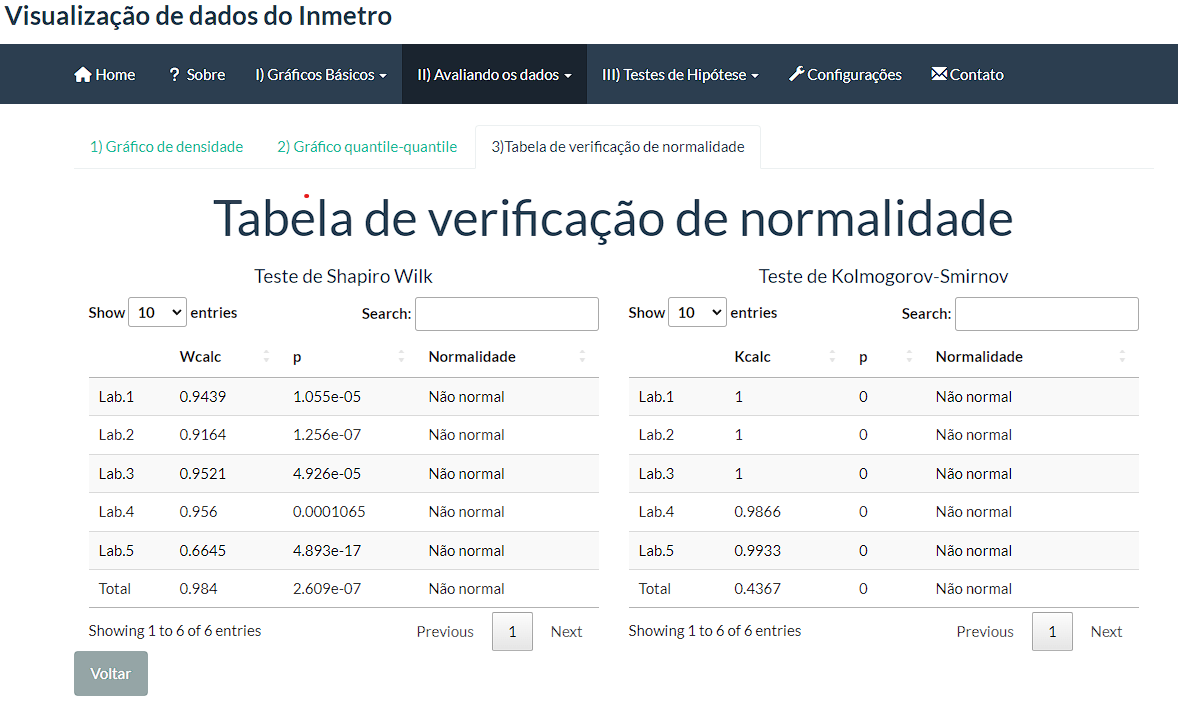 Visualização de dados do Inmetro
Home ? Sobre I) Gráficos Básicos II) Avaliando os dados III) Testes de Hipótese Configurações Contato
1) Gráfico de densidade 2) Gráfico quantile-quantile 3)Tabela de verificação de normalidade
Tabela de verificação de normalidade
Teste de Shapiro Wilk
Show 10 entries Search:
Wcalc p Normalidade
Lab.1 0.9439 1.055e-05 Não normal
Lab.2 0.9164 1.256e-07 Não normal
Lab.3 0.9521 4.926e-05 Não normal
Lab.4 0.956 0.0001065 Não normal
Lab.5 0.6645 4.893e-17 Não normal
Total 0.984 2.609e-07 Não normal
Showing 1 to 6 of 6 entries Previous 1 Next
Teste de Kolmogorov-Smirnov
Show 10 entries Search:
Kcalc p Normalidade
Lab.1 1 0 Não normal
Lab.2 1 0 Não normal
Lab.3 1 0 Não normal
Lab.4 0.9866 0 Não normal
Lab.5 0.9933 0 Não normal
Total 0.4367 0 Não normal
Showing 1 to 6 of 6 entries Previous 1 Next
Voltar